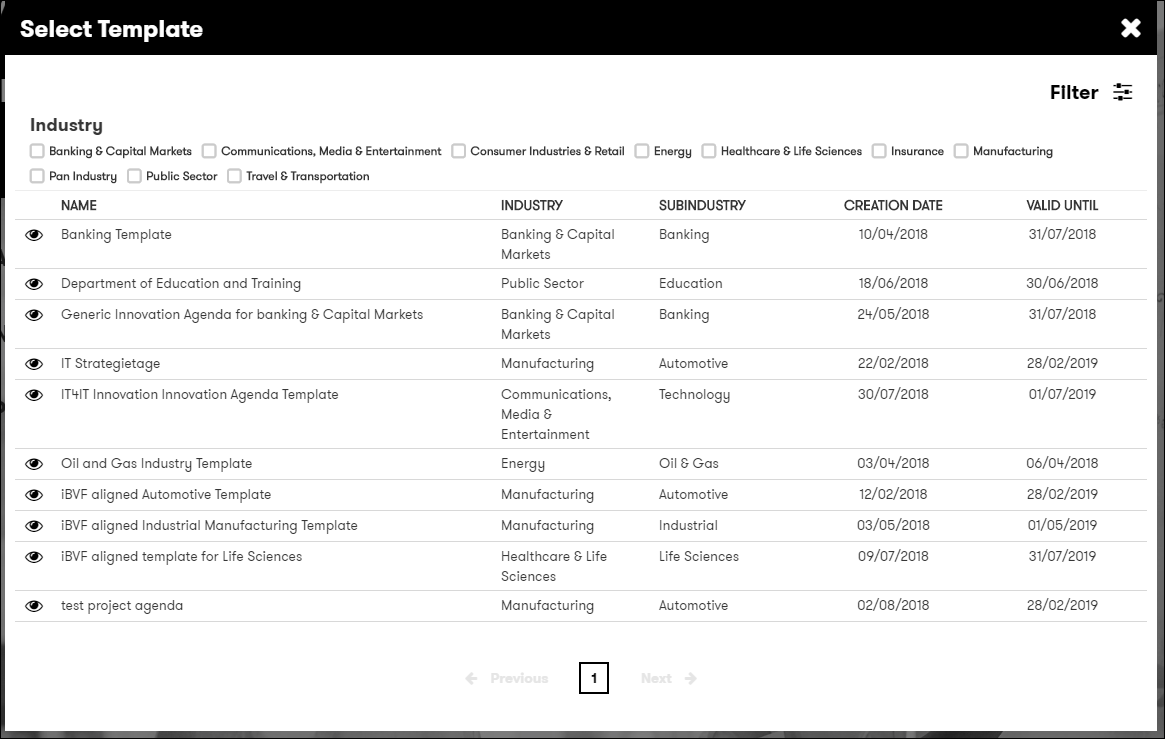 Select Template
Filter
Industry
Banking & Capital Markets Communications, Media & Entertainment Consumer Industries & Retail Energy Healthcare & Life Sciences Insurance Manufacturing
Pan Industry Public Sector Travel & Transportation
NAME INDUSTRY SUBINDUSTRY CREATION DATE VALID UNTIL
Banking Template Banking & Capital Banking 10/04/2018 31/07/2018
Markets
Department of Education and Training Public Sector Education 18/06/2018 30/06/2018
Generic Innovation Agenda for banking & Capital Markets Banking & Capital Banking 24/05/2018 31/07/2018
Markets
IT Strategietage Manufacturing Automotive 22/02/2018 28/02/2019
IT4IT Innovation Innovation Agenda Template Communications, Technology 30/07/2018 01/07/2019
Media &
Entertainment
Oil and Gas Industry Template Energy Oil & Gas 03/04/2018 06/04/2018
iBVF aligned Automotive Template Manufacturing Automotive 12/02/2018 28/02/2019
iBVF aligned Industrial Manufacturing Template Manufacturing Industrial 03/05/2018 01/05/2019
iBVF aligned template for Life Sciences Healthcare & Life Life Sciences 09/07/2018 31/07/2019
Sciences
test project agenda Manufacturing Automotive 02/08/2018 28/02/2019
Previous 1 Next